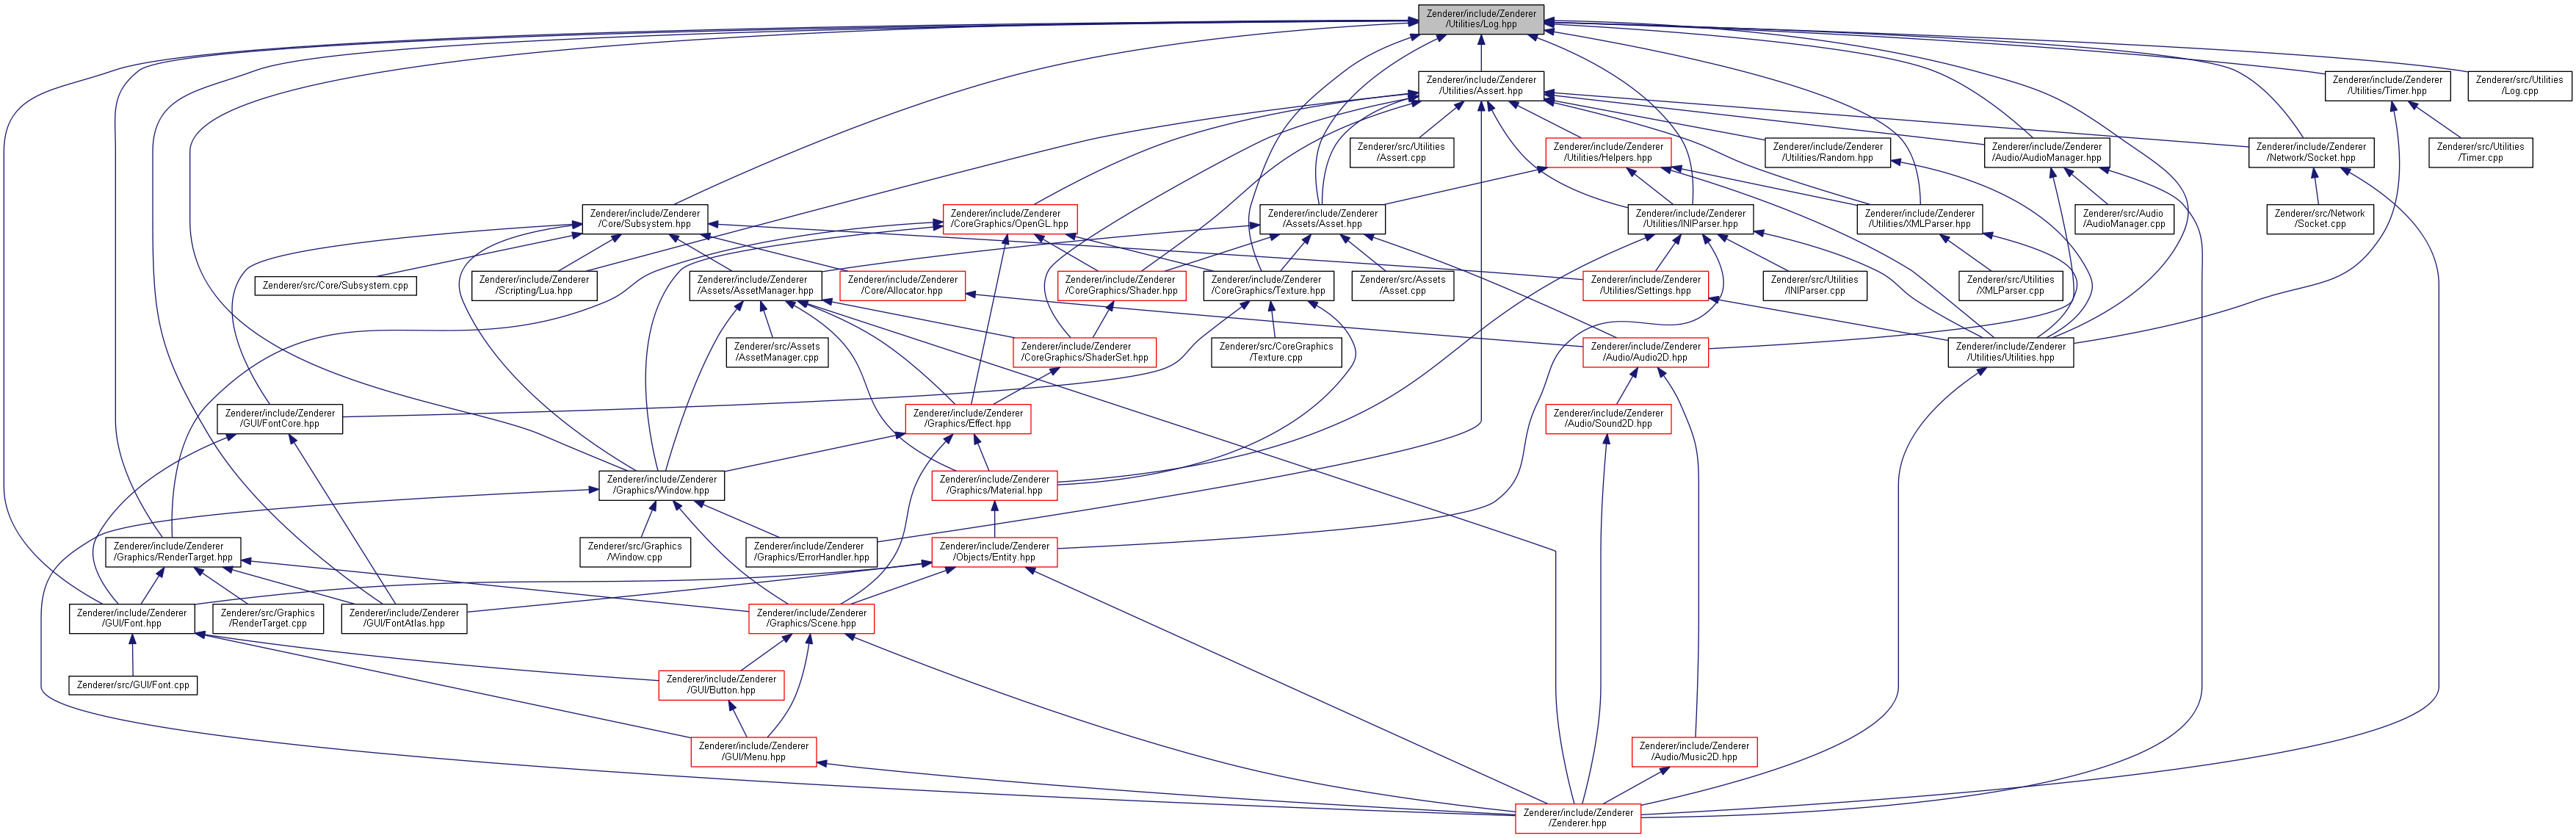 Zenderer/include/Zenderer
/Utilities/Log.hpp
Zenderer/include/Zenderer
/Utilities/Assert.hpp
Zenderer/include/Zenderer
/Utilities/Timer.hpp
Zenderer/src/Utilities
/Log.cpp
Zenderer/src/Utilities
/Assert.cpp
Zenderer/include/Zenderer
/Utilities/Helpers.hpp
Zenderer/include/Zenderer
/Utilities/Random.hpp
Zenderer/include/Zenderer
/Audio/AudioManager.hpp
Zenderer/include/Zenderer
/Network/Socket.hpp
Zenderer/src/Utilities
/Timer.cpp
Zenderer/include/Zenderer
/Core/Subsystem.hpp
Zenderer/include/Zenderer
/CoreGraphics/OpenGL.hpp
Zenderer/include/Zenderer
/Assets/Asset.hpp
Zenderer/include/Zenderer
/Utilities/INIParser.hpp
Zenderer/include/Zenderer
/Utilities/XMLParser.hpp
Zenderer/src/Audio
/AudioManager.cpp
Zenderer/src/Network
/Socket.cpp
Zenderer/src/Core/Subsystem.cpp
Zenderer/include/Zenderer
/Scripting/Lua.hpp
Zenderer/include/Zenderer
/Assets/AssetManager.hpp
Zenderer/include/Zenderer
/Core/Allocator.hpp
Zenderer/include/Zenderer
/CoreGraphics/Shader.hpp
Zenderer/include/Zenderer
/CoreGraphics/Texture.hpp
Zenderer/src/Assets
/Asset.cpp
Zenderer/include/Zenderer
/Utilities/Settings.hpp
Zenderer/src/Utilities
/INIParser.cpp
Zenderer/src/Utilities
/XMLParser.cpp
Zenderer/src/Assets
/AssetManager.cpp
Zenderer/include/Zenderer
/CoreGraphics/ShaderSet.hpp
Zenderer/src/CoreGraphics
/Texture.cpp
Zenderer/include/Zenderer
/Audio/Audio2D.hpp
Zenderer/include/Zenderer
/Utilities/Utilities.hpp
Zenderer/include/Zenderer
/GUI/FontCore.hpp
Zenderer/include/Zenderer
/Graphics/Effect.hpp
Zenderer/include/Zenderer
/Audio/Sound2D.hpp
Zenderer/include/Zenderer
/Graphics/Window.hpp
Zenderer/include/Zenderer
/Graphics/Material.hpp
Zenderer/include/Zenderer
/Graphics/RenderTarget.hpp
Zenderer/src/Graphics
/Window.cpp
Zenderer/include/Zenderer
/Graphics/ErrorHandler.hpp
Zenderer/include/Zenderer
/Objects/Entity.hpp
Zenderer/include/Zenderer
/GUI/Font.hpp
Zenderer/src/Graphics
/RenderTarget.cpp
Zenderer/include/Zenderer
/GUI/FontAtlas.hpp
Zenderer/include/Zenderer
/Graphics/Scene.hpp
Zenderer/src/GUI/Font.cpp
Zenderer/include/Zenderer
/GUI/Button.hpp
Zenderer/include/Zenderer
/GUI/Menu.hpp
Zenderer/include/Zenderer
/Audio/Music2D.hpp
Zenderer/include/Zenderer
/Zenderer.hpp